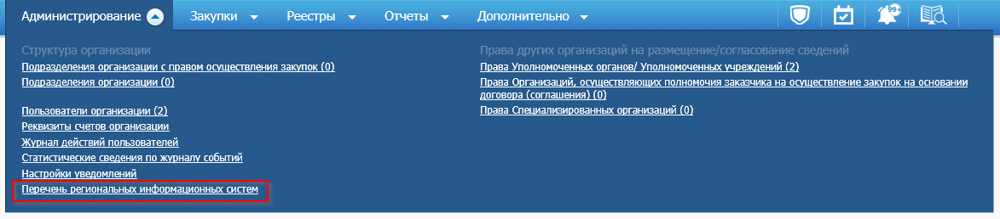 Администрирование Закупки Реестры Отчеты Дополнительно 99+
Структура организации
Подразделения организации с правом осуществления закупок (0)
Подразделения организации (0)
Пользователи организации (2)
Реквизиты счетов организации
Журнал действий пользователей
Статистические сведения по журналу событий
Настройки уведомлений
Перечень региональных информационных систем
Права других организаций на размещение/согласование сведений
Права Уполномоченных органов/ Уполномоченных учреждений (2)
Права Организаций, осуществляющих полномочия заказчика на осуществление закупок на основании
договора (соглашения) (0)
Права Специализированных организаций (0)